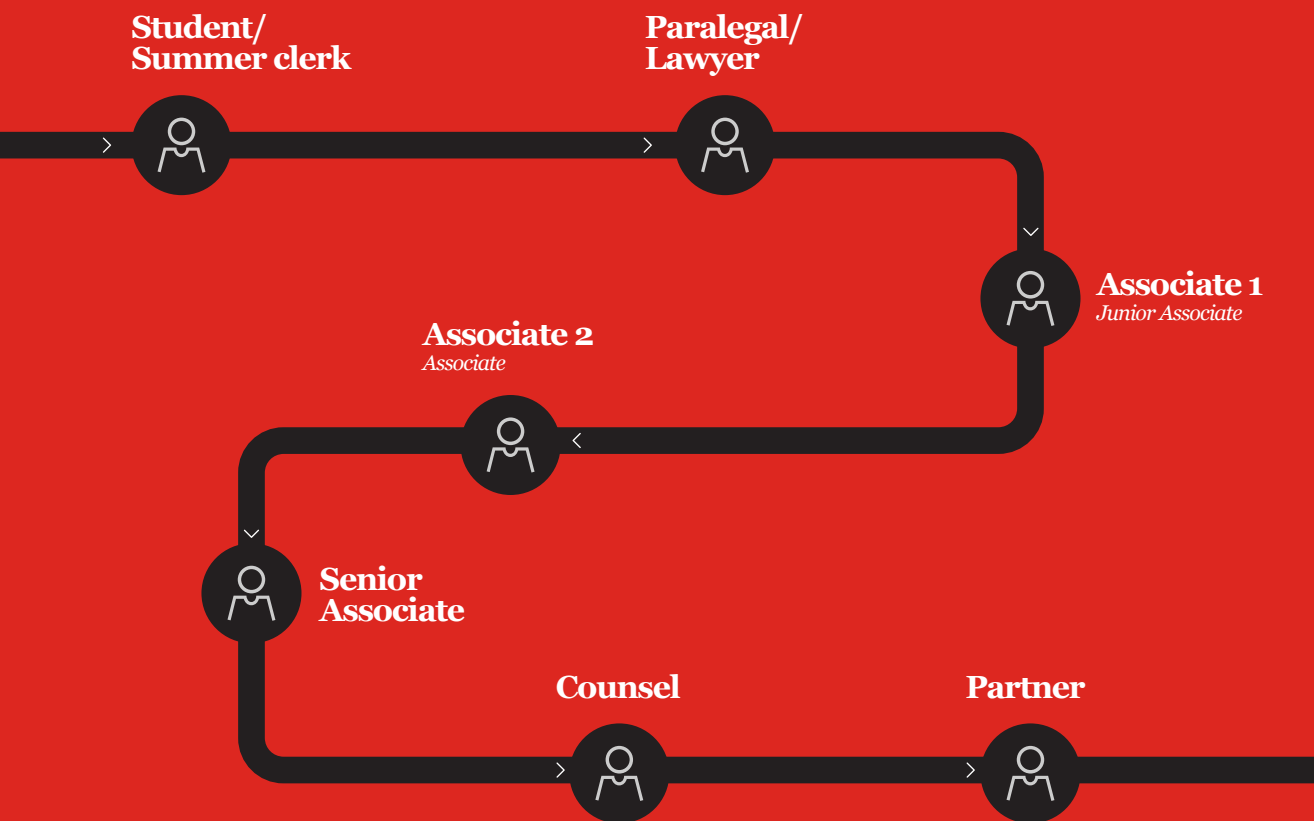 Student/
Summer clerk
Paralegal/
Lawyer
Associate 1
Junior Associate
Associate 2
Associate
Senior
Associate
Counsel
Partner